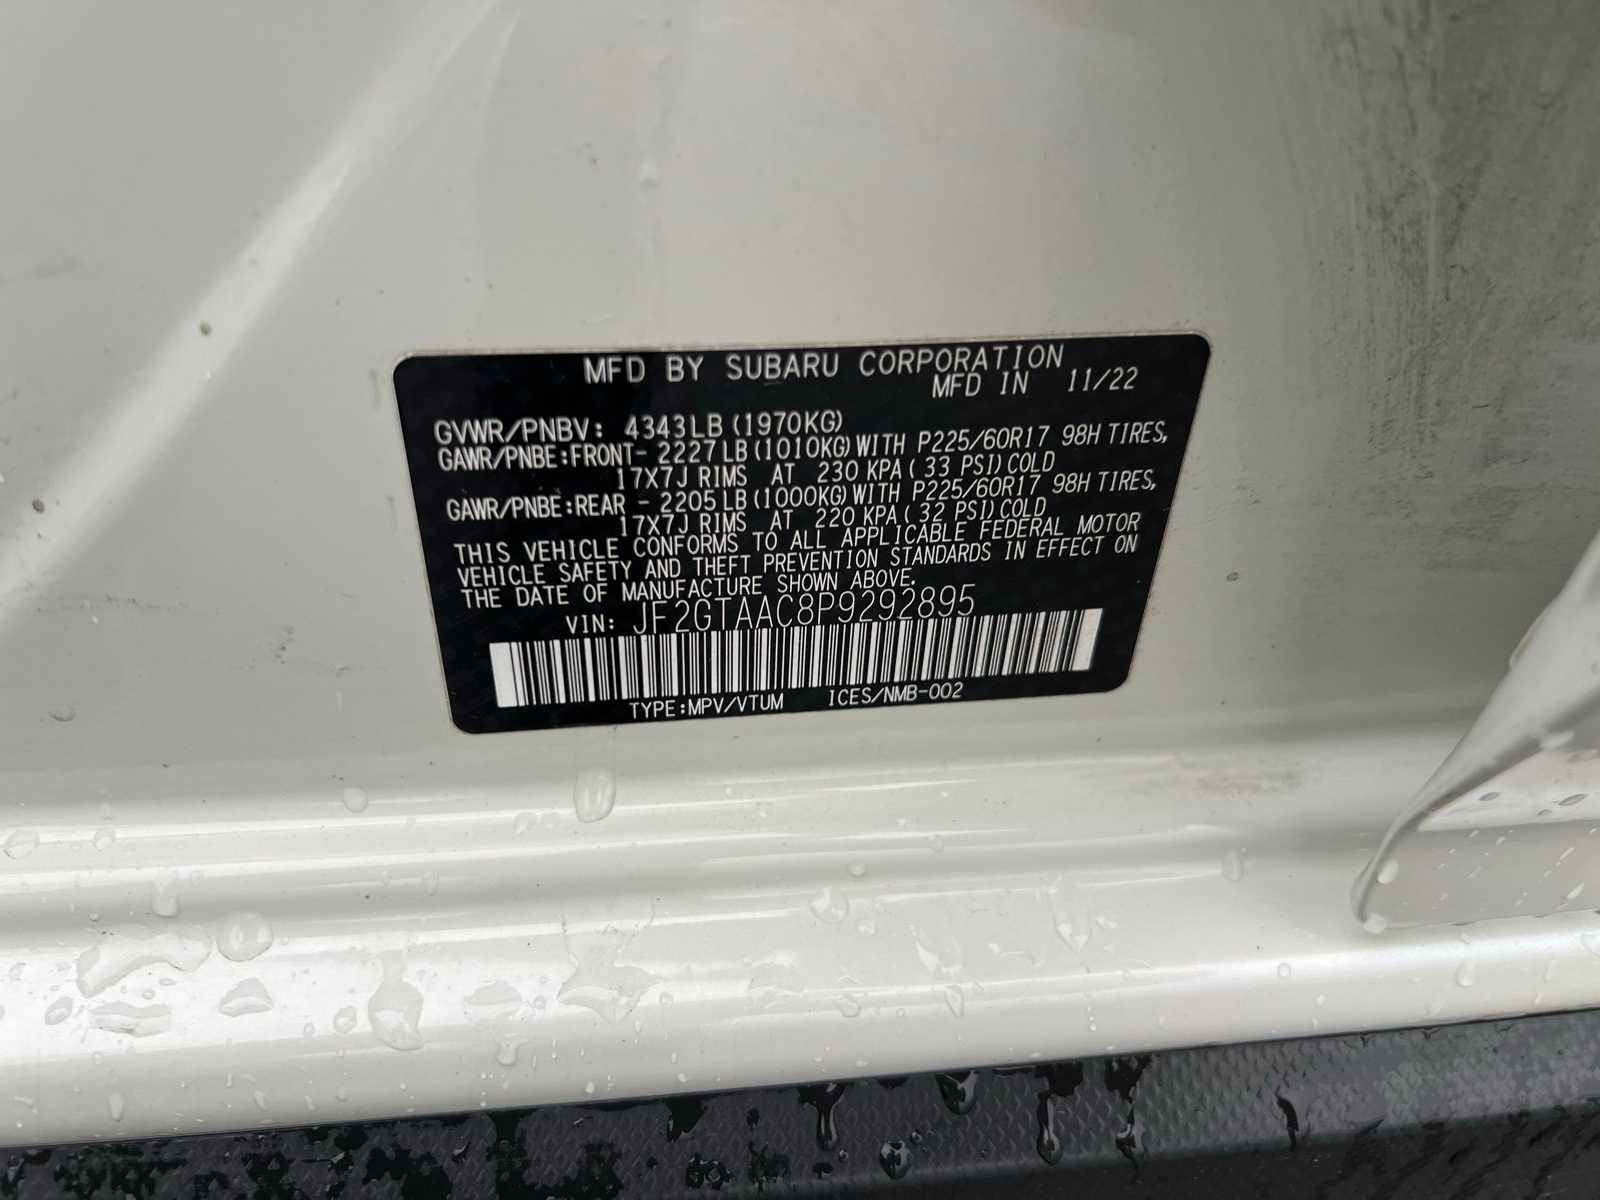 MFD BY SUBARU CORPORATION
MFD IN 11/22
GVWR/PNBV: 4343LB (1970KG)
GAWR/PNBE:FRONT- 2227LB (1010KG) WITH P225/60R17 98H TIRES,
17X7J RIMS AT 230 KPA (33 PSI) COLD
GAWR/PNBE:REAR - 2205LB (1000KG) WITH P225/60R17 98H TIRES,
17X7J RIMS AT 220 KPA (32 PSI) COLD
THIS VEHICLE CONFORMS TO ALL APPLICABLE FEDERAL MOTOR
VEHICLE SAFETY AND THEFT PREVENTION STANDARDS IN EFFECT ON
THE DATE OF MANUFACTURE SHOWN ABOVE.
VIN: JF2GTAAC8P9292895
TYPE:MPV/VTUM ICES/NMB-002